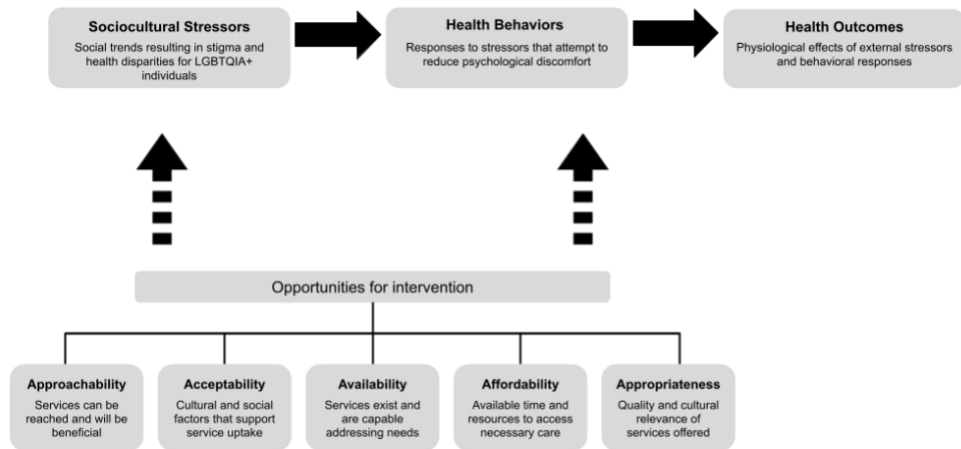 Sociocultural Stressors
Social trends resulting in stigma and
health disparities for LGBTQIA+
individuals
Health Behaviors
Responses to stressors that attempt to
reduce psychological discomfort
Health Outcomes
Physiological effects of external stressors
and behavioral responses
Opportunities for intervention
Approachability
Services can be
reached and will be
beneficial
Acceptability
Cultural and social
factors that support
service uptake
Availability
Services exist and
are capable
addressing needs
Affordability
Available time and
resources to access
necessary care
Appropriateness
Quality and cultural
relevance of
services offered